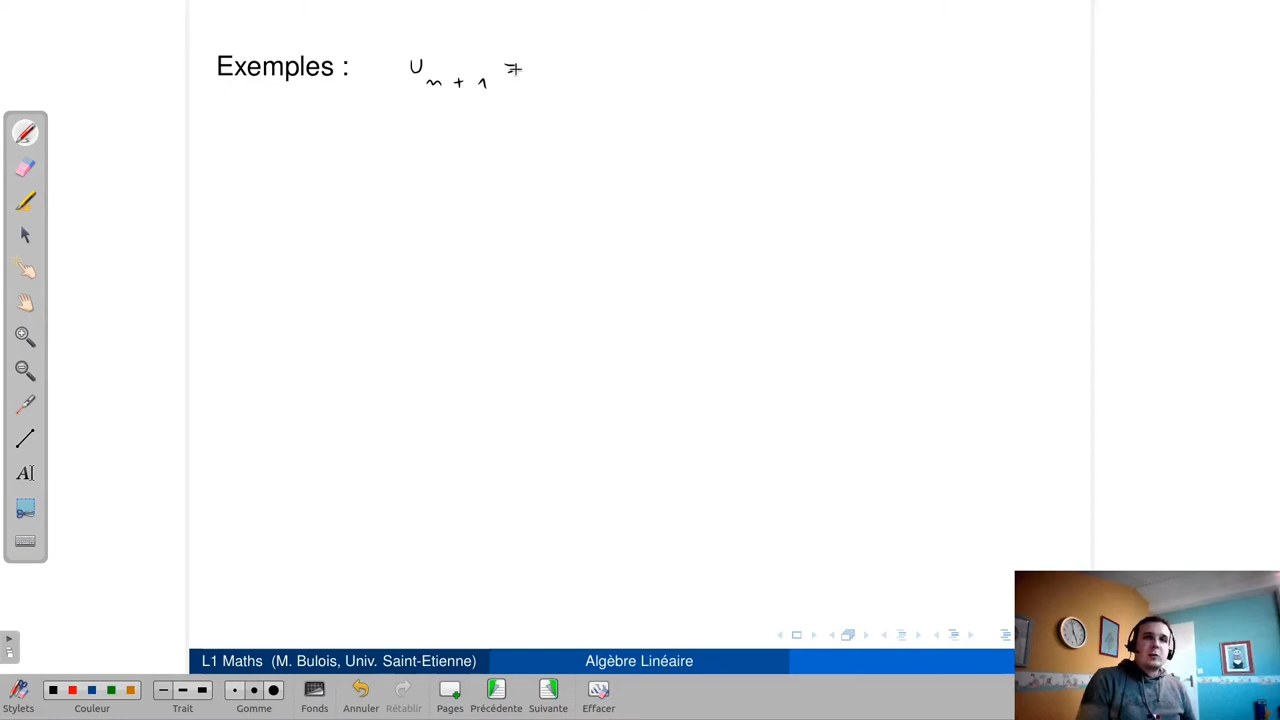 Exemples : U_{n+1} =
A
L1 Maths (M. Bulois, Univ. Saint-Etienne) Algèbre Linéaire
Stylets Couleur Trait Gomme Fonds Annuler Rétablir Pages Précédente Suivante Effacer